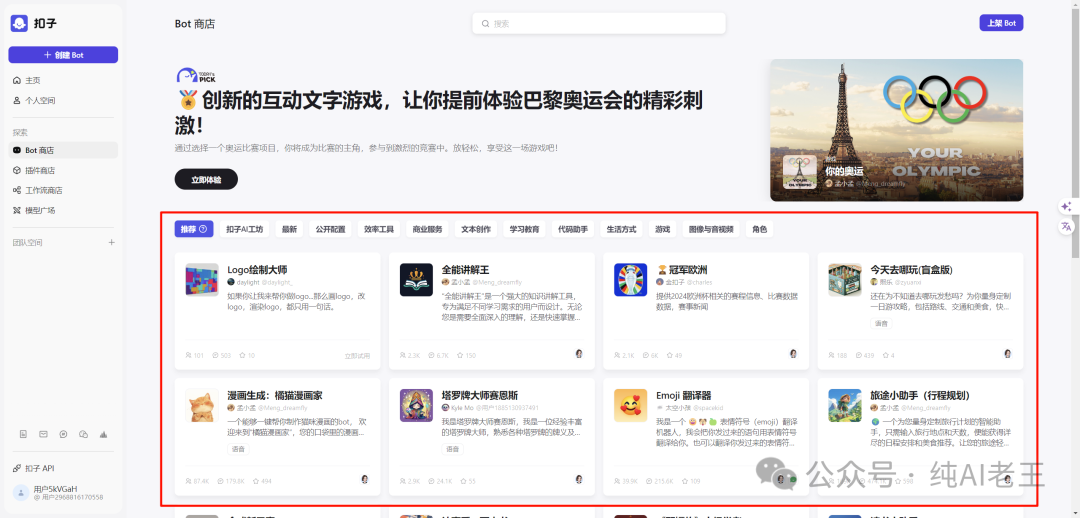 扣子
Bot 商店
搜索
上架 Bot
+ 创建 Bot
主页
个人空间
探索
Bot 商店
插件商店
工作流商店
模型广场
团队空间 +
扣子 API
用户5kVGaH
@ 用户2968816170558
TODAY's
PICK
创新的互动文字游戏，让你提前体验巴黎奥运会的精彩刺
激！
通过选择一个奥运比赛项目，你将成为比赛的主角，参与到激烈的竞赛中。放轻松，享受这一场游戏吧！
立即体验
YOUR
OLYMPIC
你的奥运
孟小孟 @Meng_dreamfly
推荐 扣子AI工坊 最新 公开配置 效率工具 商业服务 文本创作 学习教育 代码助手 生活方式 游戏 图像与音视频 角色
Logo绘制大师
daylight @daylight_
如果你让我来帮你做logo...那么画logo，改
logo，渲染logo，都只用一句话。
101 503 10 立即试用
全能讲解王
孟小孟 @Meng_dreamfly
"全能讲解王"是一个强大的知识讲解工具，
专为满足不同学习需求的用户而设计。无论
您是需要全面深入的理解，还是快速掌握...
2.3K 6.7K 150
冠军欧洲
金扣子 @charles
提供2024欧洲杯相关的赛程信息、比赛数据
数据，赛事新闻
2.1K 6K 49
今天去哪玩(盲盒版)
熙乐 @zyuanxi
还在为不知道去哪玩发愁吗？为你量身定制
一日游攻略，包括路线、交通和美食，快...
语音
186 419 4
漫画生成：橘猫漫画家
孟小孟 @Meng_dreamfly
一个能够一键帮你制作猫咪漫画的bot， 欢
迎来到"橘猫漫画家"，您的口袋里的漫画...
语音
87.4K 179.8K 494
塔罗牌大师赛恩斯
Kyle Mo @用户1885130937491
我是塔罗牌大师赛恩斯，我是一位经验丰富
的塔罗牌大师，熟悉各种塔罗牌的牌义及...
语音
2.9K 24.1K 55
Emoji 翻译器
太空小孩 @spacekid
我是一个 表情符号（emoji）翻译
机器人，我会把你发过来的语句用表情符号
翻译给你。也可以翻译你发过来的表情符...
39.9K 215.6K 109
旅途小助手（行程规划）
孟小孟 @Meng_dreamfly
一个为您量身定制旅行计划的智能助
手，只需输入旅行地点和天数，便能获得详
尽的日程安排和美食推荐。让您的旅途轻...
598
公众号 · 纯AI老王